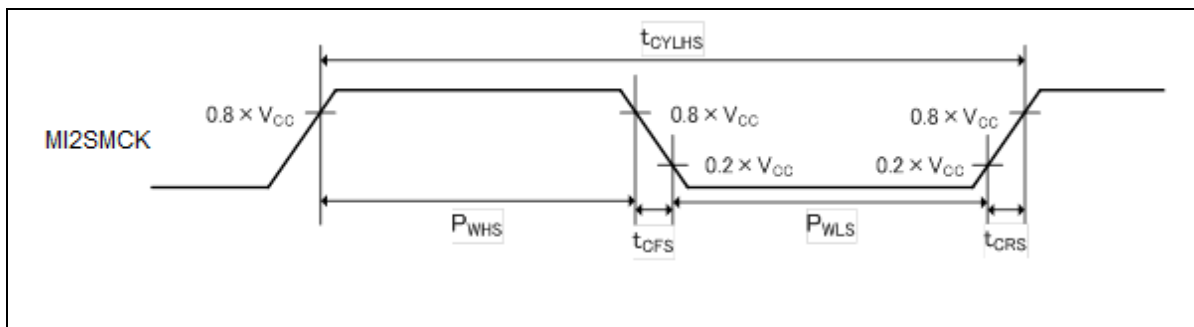 tCYLHS
0.8 × VCC
0.8 × VCC
0.8 × VCC
MI2SMCK
0.2 × VCC
0.2 × VCC
PWHS
tCFS
PWLS
tCRS